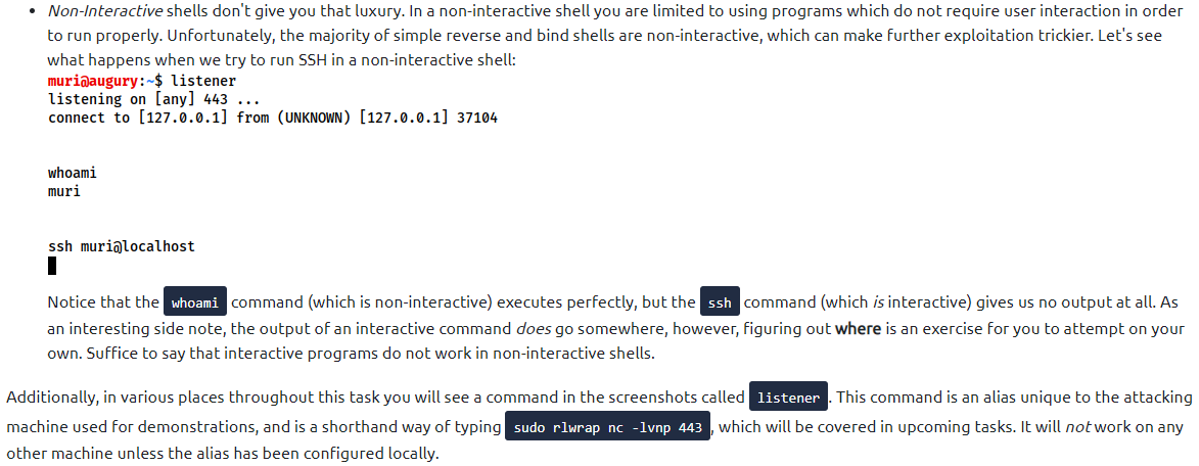 • Non-Interactive shells don't give you that luxury. In a non-interactive shell you are limited to using programs which do not require user interaction in order
to run properly. Unfortunately, the majority of simple reverse and bind shells are non-interactive, which can make further exploitation trickier. Let's see
what happens when we try to run SSH in a non-interactive shell:
muri@augury:~$ listener
listening on [any] 443 ...
connect to [127.0.0.1] from (UNKNOWN) [127.0.0.1] 37104
whoami
muri
ssh muri@localhost
Notice that the whoami command (which is non-interactive) executes perfectly, but the ssh command (which is interactive) gives us no output at all. As
an interesting side note, the output of an interactive command does go somewhere, however, figuring out where is an exercise for you to attempt on your
own. Suffice to say that interactive programs do not work in non-interactive shells.
Additionally, in various places throughout this task you will see a command in the screenshots called listener. This command is an alias unique to the attacking
machine used for demonstrations, and is a shorthand way of typing sudo rlwrap nc -lvnp 443, which will be covered in upcoming tasks. It will not work on any
other machine unless the alias has been configured locally.